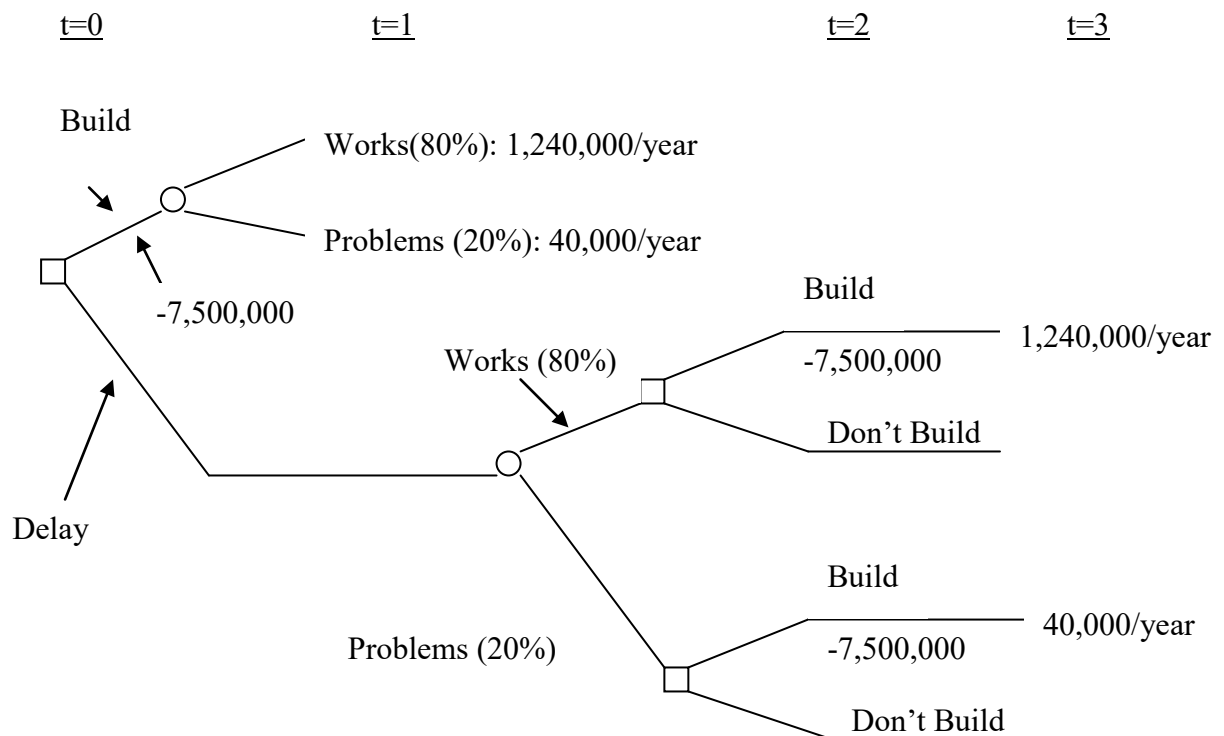 t=0 t=1 t=2 t=3
Build
Works(80%): 1,240,000/year
Problems (20%): 40,000/year
-7,500,000
Build
1,240,000/year
Works (80%)
-7,500,000
Don’t Build
Delay
Build
40,000/year
Problems (20%)
-7,500,000
Don’t Build